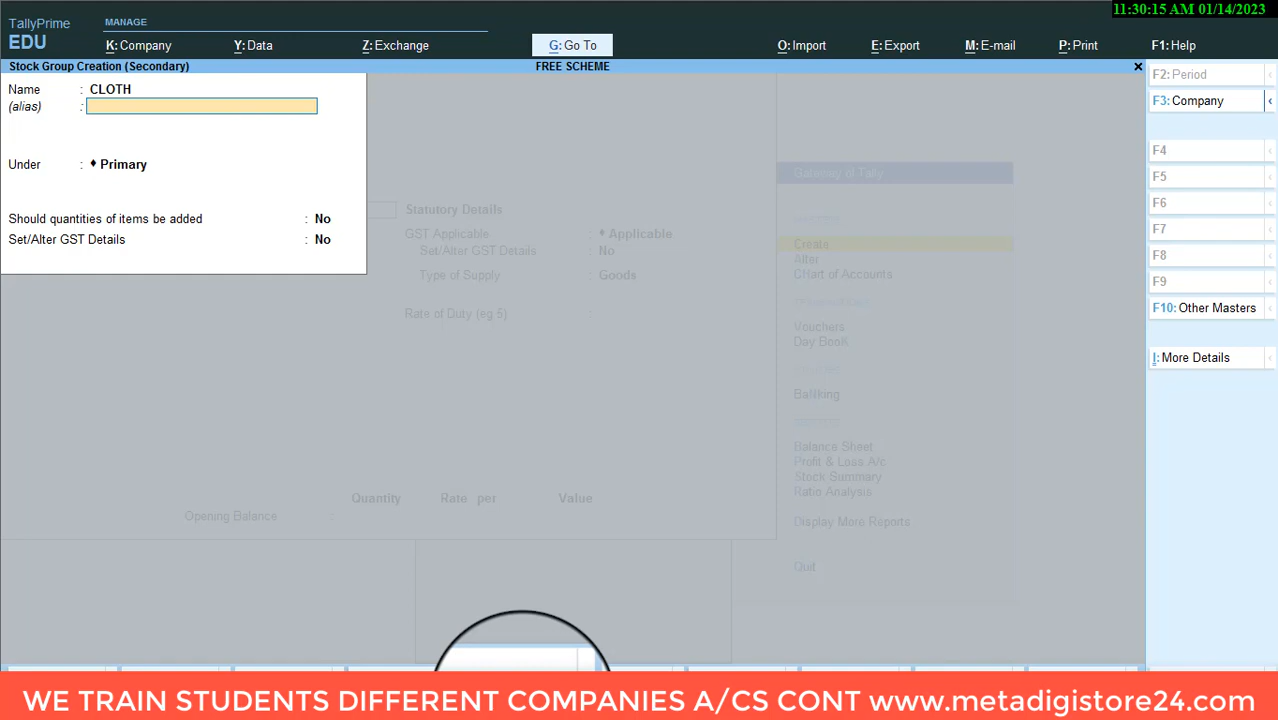 11:30:15 AM 01/14/2023
TallyPrime
MANAGE
EDU
K: Company
Y: Data
Z: Exchange
G: Go To
O: Import
E: Export
M: E-mail
P: Print
F1: Help
Stock Group Creation (Secondary)
FREE SCHEME
Name : CLOTH
(alias) :
Under : ♦ Primary
Should quantities of items be added : No
Set/Alter GST Details : No
Statutory Details
GST Applicable : ♦ Applicable
Set/Alter GST Details : No
Type of Supply : Goods
Rate of Duty (eg 5) :
Quantity Rate per Value
Opening Balance :
Gateway of Tally
Create
Alter
CHart of Accounts
Vouchers
Day BooK
BaNking
Balance Sheet
Profit & Loss A/c
Stock Summary
Ratio Analysis
Display More Reports
Quit
F2: Period
F3: Company
F4
F5
F6
F7
F8
F9
F10: Other Masters
I: More Details
WE TRAIN STUDENTS DIFFERENT COMPANIES A/CS CONT www.metadigistore24.com